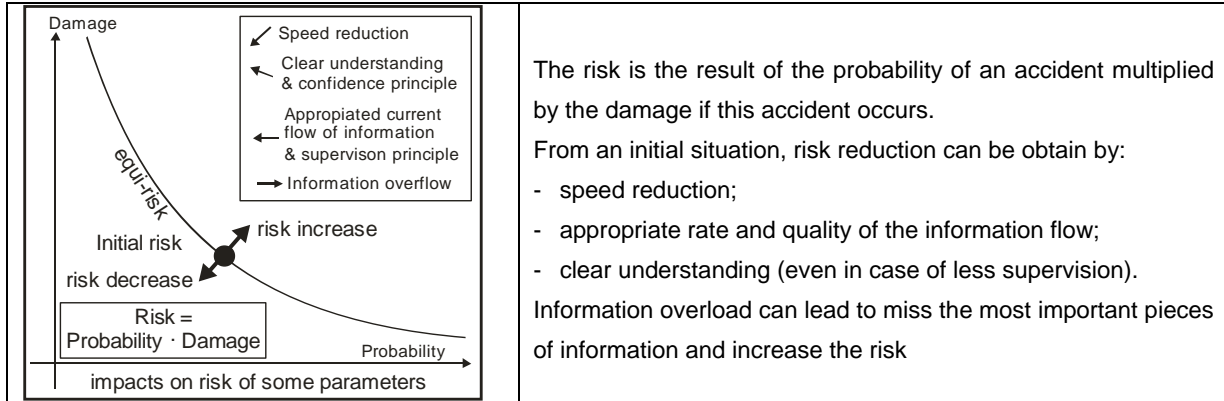 Damage
Speed reduction
Clear understanding
& confidence principle
Appropiated current
flow of information
& supervison principle
Information overflow
equi-risk
risk increase
Initial risk
risk decrease
Risk =
Probability · Damage
Probability
impacts on risk of some parameters
The risk is the result of the probability of an accident multiplied
by the damage if this accident occurs.
From an initial situation, risk reduction can be obtain by:
- speed reduction;
- appropriate rate and quality of the information flow;
- clear understanding (even in case of less supervision).
Information overload can lead to miss the most important pieces
of information and increase the risk